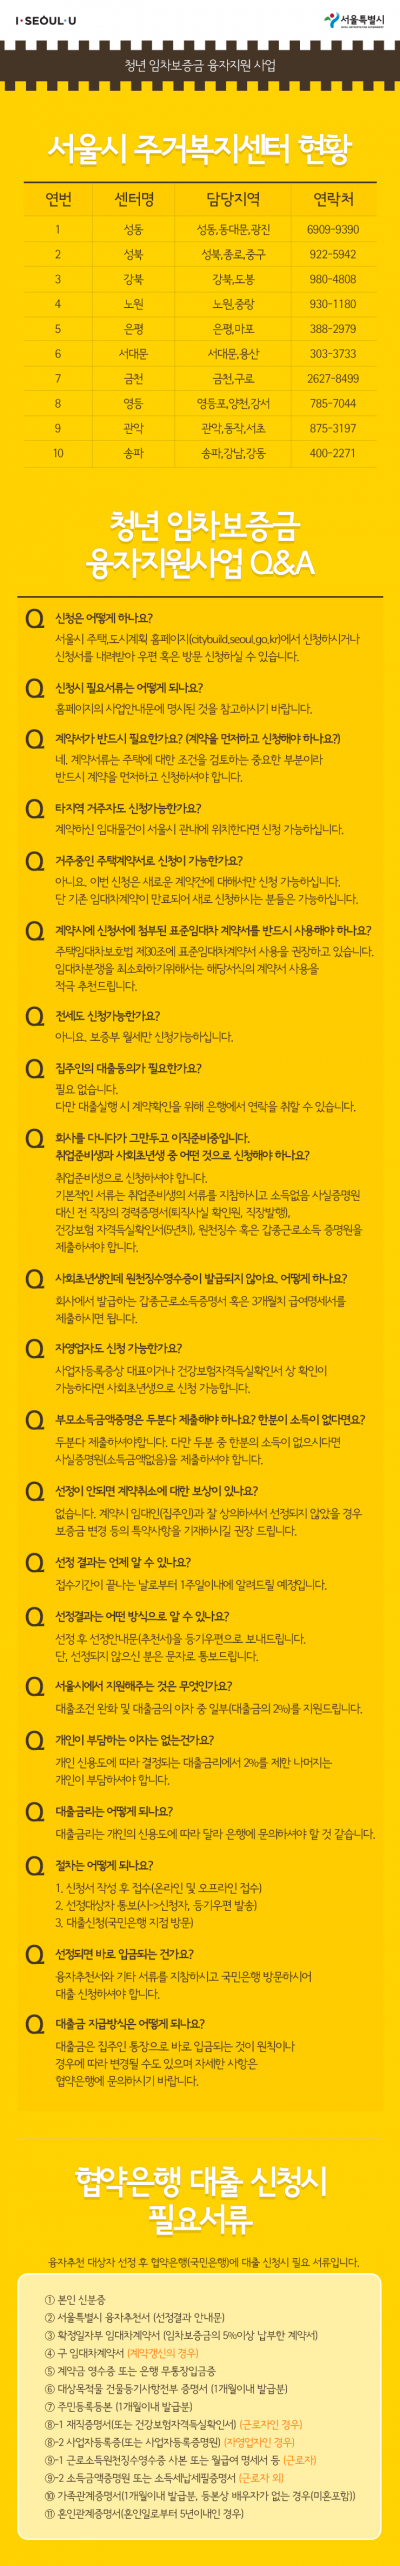 I·SEOUL·U
서울특별시
청년 임차보증금 융자지원 사업
서울시 주거복지센터 현황
연번 센터명 담당지역 연락처
1 성동 성동,동대문,광진 6909-9390
2 성북 성북,종로,중구 922-5942
3 강북 강북,도봉 980-4808
4 노원 노원,중랑 930-1180
5 은평 은평,마포 388-2979
6 서대문 서대문,용산 303-3733
7 금천 금천,구로 2627-8499
8 영등 영등포,양천,강서 785-7044
9 관악 관악,동작,서초 875-3197
10 송파 송파,강남,강동 400-2271
청년 임차보증금
융자지원사업 Q&A
Q 신청은 어떻게 하나요?
서울시 주택,도시계획 홈페이지(citybuild.seoul.go.kr)에서 신청하시거나
신청서를 내려받아 우편 혹은 방문 신청하실 수 있습니다.
Q 신청시 필요서류는 어떻게 되나요?
홈페이지의 사업안내문에 명시된 것을 참고하시기 바랍니다.
Q 계약서가 반드시 필요한가요? (계약을 먼저하고 신청해야 하나요?)
네. 계약서류는 주택에 대한 조건을 검토하는 중요한 부분이라
반드시 계약을 먼저하고 신청하셔야 합니다.
Q 타지역 거주자도 신청가능한가요?
계약하신 임대물건이 서울시 관내에 위치한다면 신청 가능하십니다.
Q 거주중인 주택계약서로 신청이 가능한가요?
아니요. 이번 신청은 새로운 계약건에 대해서만 신청 가능하십니다.
단 기존 임대차계약이 만료되어 새로 신청하시는 분들은 가능하십니다.
Q 계약시에 신청서에 첨부된 표준임대차 계약서를 반드시 사용해야 하나요?
주택임대차보호법 제30조에 표준임대차계약서 사용을 권장하고 있습니다.
임대차분쟁을 최소화하기위해서는 해당서식의 계약서 사용을
적극 추천드립니다.
Q 전세도 신청가능한가요?
아니요. 보증부 월세만 신청가능하십니다.
Q 집주인의 대출동의가 필요한가요?
필요 없습니다.
다만 대출실행 시 계약확인을 위해 은행에서 연락을 취할 수 있습니다.
Q 회사를 다니다가 그만두고 이직준비중입니다.
취업준비생과 사회초년생 중 어떤 것으로 신청해야 하나요?
취업준비생으로 신청하셔야 합니다.
기본적인 서류는 취업준비생의 서류를 지참하시고 소득없음 사실증명원
대신 전 직장의 경력증명서(퇴직사실 확인원, 직장발행),
건강보험 자격득실확인서(5년치), 원천징수 혹은 갑종근로소득 증명원을
제출하셔야 합니다.
Q 사회초년생인데 원천징수영수증이 발급되지 않아요. 어떻게 하나요?
회사에서 발급하는 갑종근로소득증명서 혹은 3개월치 급여명세서를
제출하시면 됩니다.
Q 자영업자도 신청 가능한가요?
사업자등록증상 대표이거나 건강보험자격득실확인서 상 확인이
가능하다면 사회초년생으로 신청 가능합니다.
Q 부모소득금액증명은 두분다 제출해야 하나요? 한분이 소득이 없다면요?
두분다 제출하셔야합니다. 다만 두분 중 한분의 소득이 없으시다면
사실증명원(소득금액없음)을 제출하셔야 합니다.
Q 선정이 안되면 계약취소에 대한 보상이 있나요?
없습니다. 계약시 임대인(집주인)과 잘 상의하셔서 선정되지 않았을 경우
보증금 변경 등의 특약사항을 기재하시길 권장 드립니다.
Q 선정 결과는 언제 알 수 있나요?
접수기간이 끝나는 날로부터 1주일이내에 알려드릴 예정입니다.
Q 선정결과는 어떤 방식으로 알 수 있나요?
선정 후 선정안내문(추천서)을 등기우편으로 보내드립니다.
단, 선정되지 않으신 분은 문자로 통보드립니다.
Q 서울시에서 지원해주는 것은 무엇인가요?
대출조건 완화 및 대출금의 이자 중 일부(대출금의 2%)를 지원드립니다.
Q 개인이 부담하는 이자는 없는건가요?
개인 신용도에 따라 결정되는 대출금리에서 2%를 제한 나머지는
개인이 부담하셔야 합니다.
Q 대출금리는 어떻게 되나요?
대출금리는 개인의 신용도에 따라 달라 은행에 문의하셔야 할 것 같습니다.
Q 절차는 어떻게 되나요?
1. 신청서 작성 후 접수(온라인 및 오프라인 접수)
2. 선정대상자 통보(시->신청자, 등기우편 발송)
3. 대출신청(국민은행 지점 방문)
Q 선정되면 바로 입금되는 건가요?
융자추천서와 기타 서류를 지참하시고 국민은행 방문하시어
대출 신청하셔야 합니다.
Q 대출금 지급방식은 어떻게 되나요?
대출금은 집주인 통장으로 바로 입금되는 것이 원칙이나
경우에 따라 변경될 수도 있으며 자세한 사항은
협약은행에 문의하시기 바랍니다.
협약은행 대출 신청시
필요서류
융자추천 대상자 선정 후 협약은행(국민은행)에 대출 신청시 필요 서류입니다.
① 본인 신분증
② 서울특별시 융자추천서 (선정결과 안내문)
③ 확정일자부 임대차계약서 (임차보증금의 5%이상 납부한 계약서)
④ 구 임대차계약서 (계약갱신의 경우)
⑤ 계약금 영수증 또는 은행 무통장입금증
⑥ 대상목적물 건물등기사항전부 증명서 (1개월이내 발급분)
⑦ 주민등록등본 (1개월이내 발급분)
⑧-1 재직증명서(또는 건강보험자격득실확인서) (근로자인 경우)
⑧-2 사업자등록증(또는 사업자등록증명원) (자영업자인 경우)
⑨-1 근로소득원천징수영수증 사본 또는 월급여 명세서 등 (근로자)
⑨-2 소득금액증명원 또는 소득세납세필증명서 (근로자 외)
⑩ 가족관계증명서(1개월이내 발급분, 등본상 배우자가 없는 경우(미혼포함))
⑪ 혼인관계증명서(혼인일로부터 5년이내인 경우)